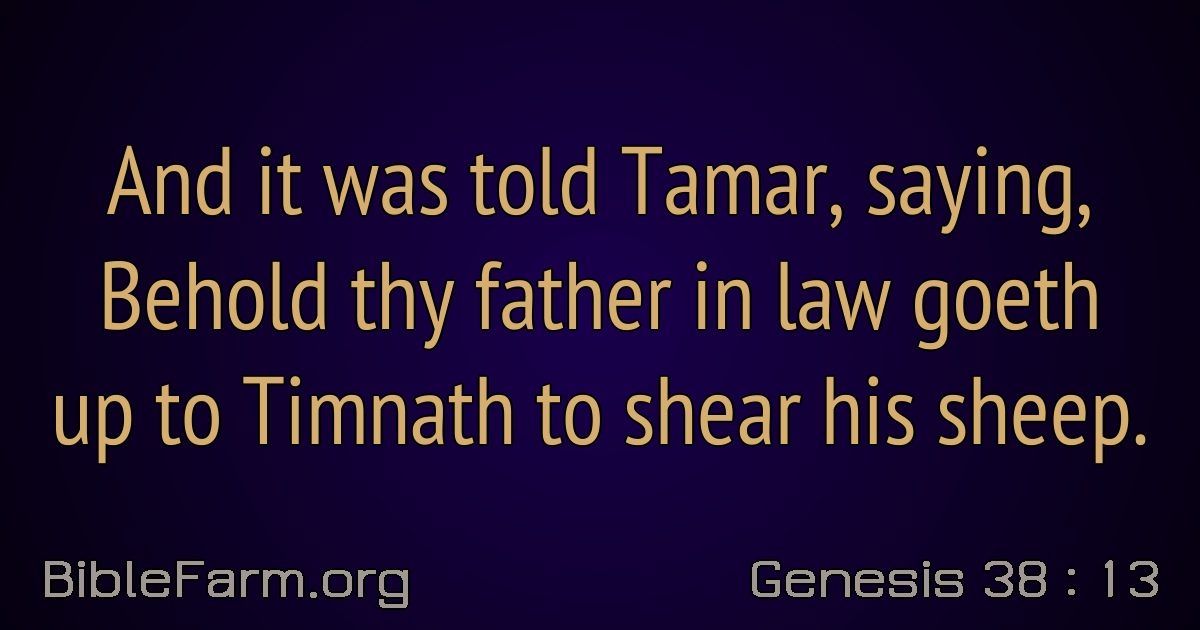 And it was told Tamar, saying,
Behold thy father in law goeth
up to Timnath to shear his sheep.
BibleFarm.org
Genesis 38 : 13